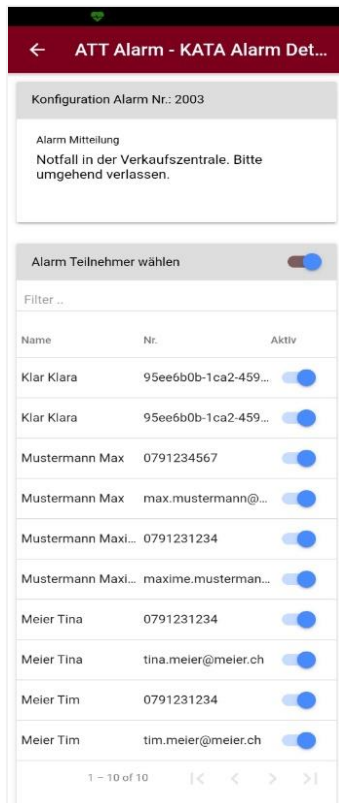 ATT Alarm - KATA Alarm Det...
Konfiguration Alarm Nr.: 2003
Alarm Mitteilung
Notfall in der Verkaufszentrale. Bitte
umgehend verlassen.
Alarm Teilnehmer wählen
Filter ..
Name Nr. Aktiv
Klar Klara 95ee6b0b-1ca2-459...
Klar Klara 95ee6b0b-1ca2-459...
Mustermann Max 0791234567
Mustermann Max max.mustermann@...
Mustermann Maxi... 0791231234
Mustermann Maxi... maxime.musterman...
Meier Tina 0791231234
Meier Tina tina.meier@meier.ch
Meier Tim 0791231234
Meier Tim tim.meier@meier.ch
1 – 10 of 10